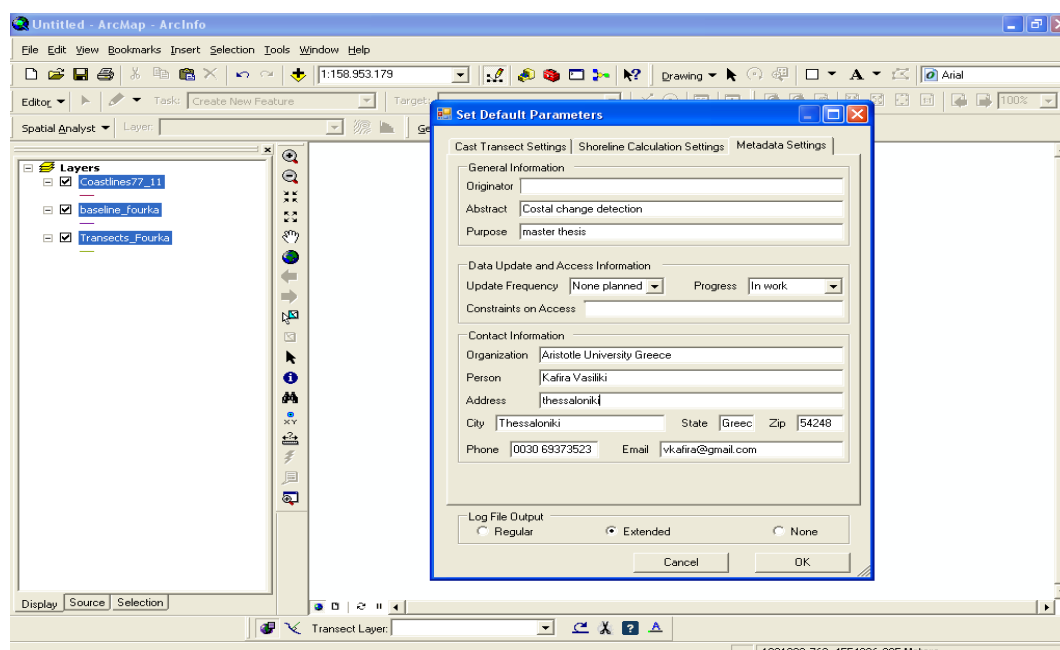 Untitled - ArcMap - ArcInfo
File Edit View Bookmarks Insert Selection Tools Window Help
1:158.953.179
Drawing
A
Arial
Editor
Task: Create New Feature
Target:
100%
Spatial Analyst
Layer:
Layers
Coastlines77_11
baseline_fourka
Transects_Fourka
XY
Set Default Parameters
Cast Transect Settings
Shoreline Calculation Settings
Metadata Settings
General Information
Originator
Abstract Costal change detection
Purpose master thesis
Data Update and Access Information
Update Frequency None planned Progress In work
Constraints on Access
Contact Information
Organization Aristotle University Greece
Person Kafira Vasiliki
Address thessaloniki
City Thessaloniki State Greec Zip 54248
Phone 0030 69373523 Email vkafira@gmail.com
Log File Output
Regular Extended None
Cancel OK
Display Source Selection
Transect Layer: